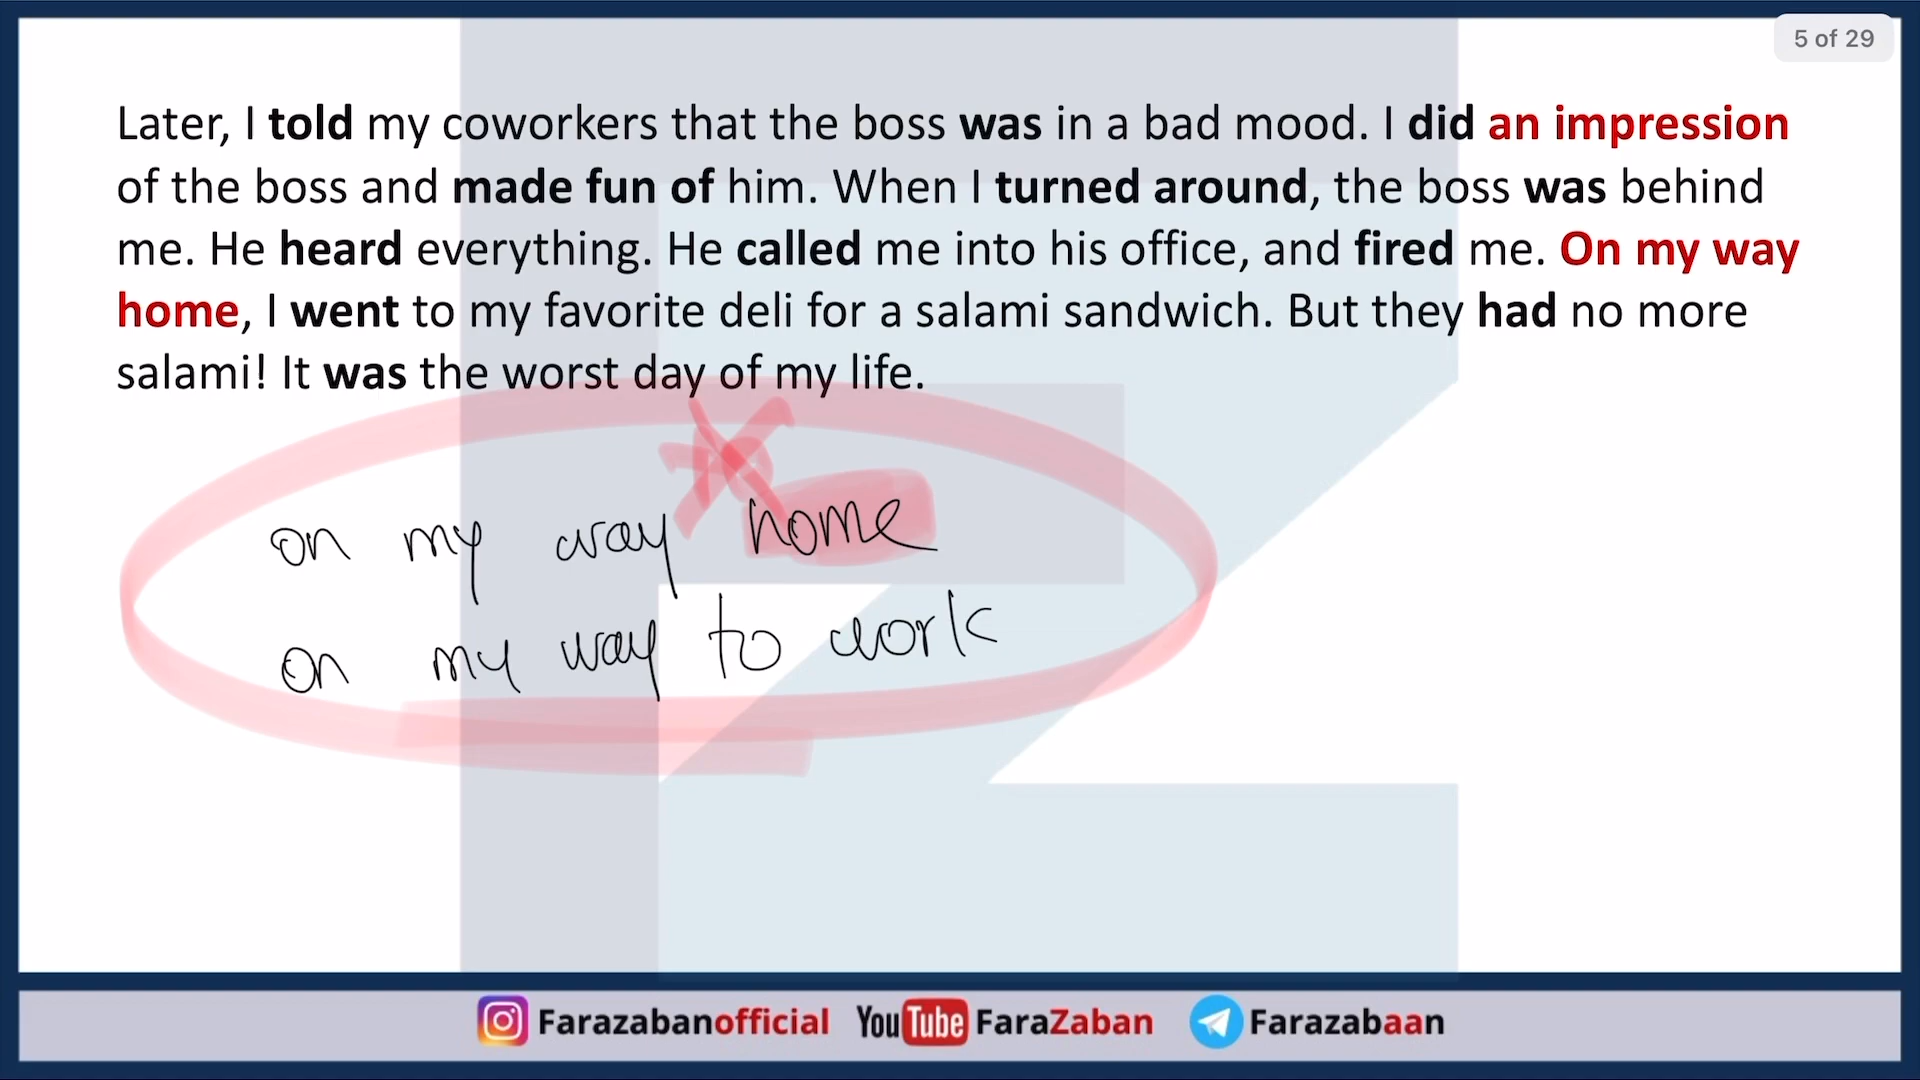 5 of 29
Later, I told my coworkers that the boss was in a bad mood. I did an impression
of the boss and made fun of him. When I turned around, the boss was behind
me. He heard everything. He called me into his office, and fired me. On my way
home, I went to my favorite deli for a salami sandwich. But they had no more
salami! It was the worst day of my life.
on my way home
on my way to work
Farazabanofficial YouTube FaraZaban Farazabaan